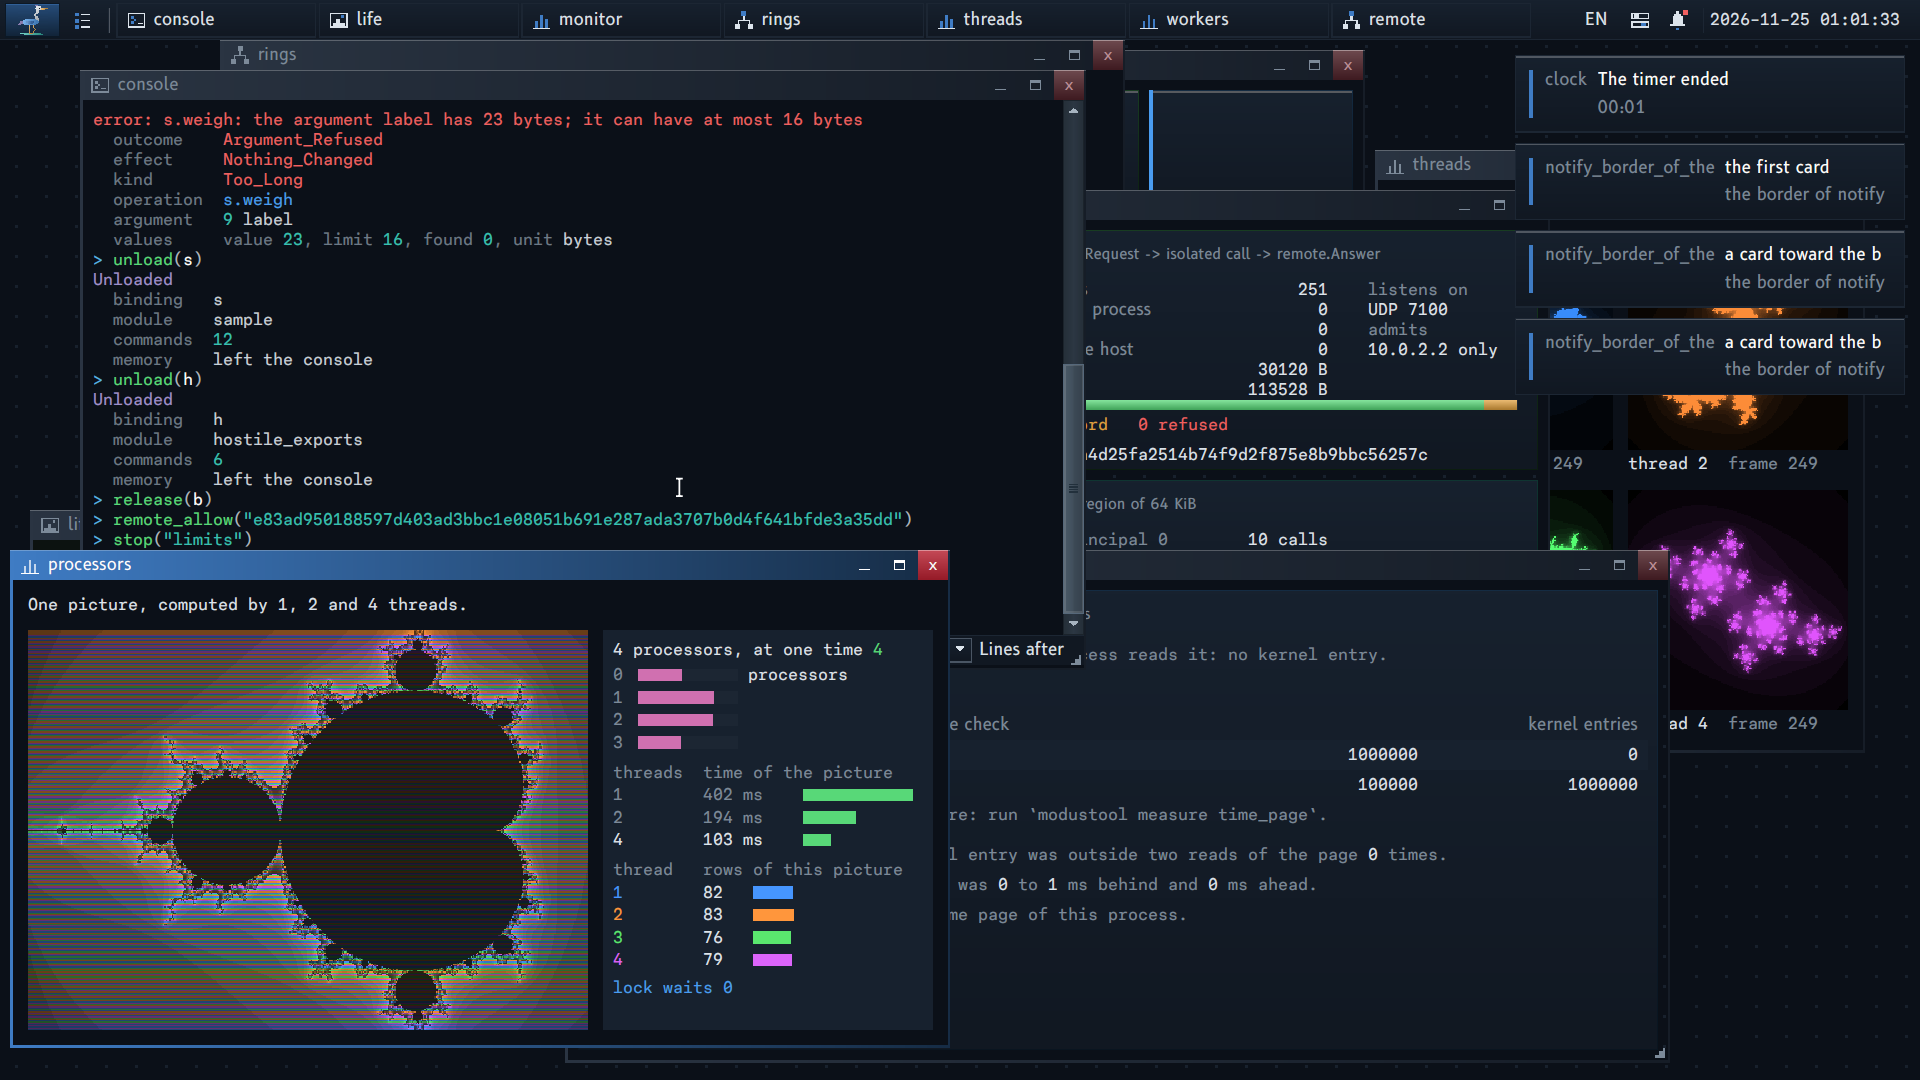 console
life
monitor
rings
threads
workers
remote
EN
2026-11-25 01:01:33
rings
console
error: s.weigh: the argument label has 23 bytes; it can have at most 16 bytes
outcome Argument_Refused
effect Nothing_Changed
kind Too_Long
operation s.weigh
argument 9 label
values value 23, limit 16, found 0, unit bytes
> unload(s)
Unloaded
binding s
module sample
commands 12
memory left the console
> unload(h)
Unloaded
binding h
module hostile_exports
commands 6
memory left the console
> release(b)
> remote_allow("e83ad950188597d403ad3bbc1e08051b691e287ada3707b0d4f641bfde3a35dd")
> stop("limits")
Lines after
clock The timer ended
00:01
notify_border_of_the the first card
the border of notify
notify_border_of_the a card toward the b
the border of notify
notify_border_of_the a card toward the b
the border of notify
threads
Request -> isolated call -> remote.Answer
251 listens on
process 0 UDP 7100
0 admits
e host 0 10.0.2.2 only
30120 B
113528 B
ord 0 refused
4d25fa2514b74f9d2f875e8b9bbc56257c
region of 64 KiB
ncipal 0 10 calls
249
thread 2 frame 249
ad 4 frame 249
li
processors
One picture, computed by 1, 2 and 4 threads.
4 processors, at one time 4
0 processors
1
2
3
threads time of the picture
1 402 ms
2 194 ms
4 103 ms
thread rows of this picture
1 82
2 83
3 76
4 79
lock waits 0
s
cess reads it: no kernel entry.
e check kernel entries
1000000 0
100000 1000000
re: run `modustool measure time_page`.
l entry was outside two reads of the page 0 times.
was 0 to 1 ms behind and 0 ms ahead.
me page of this process.